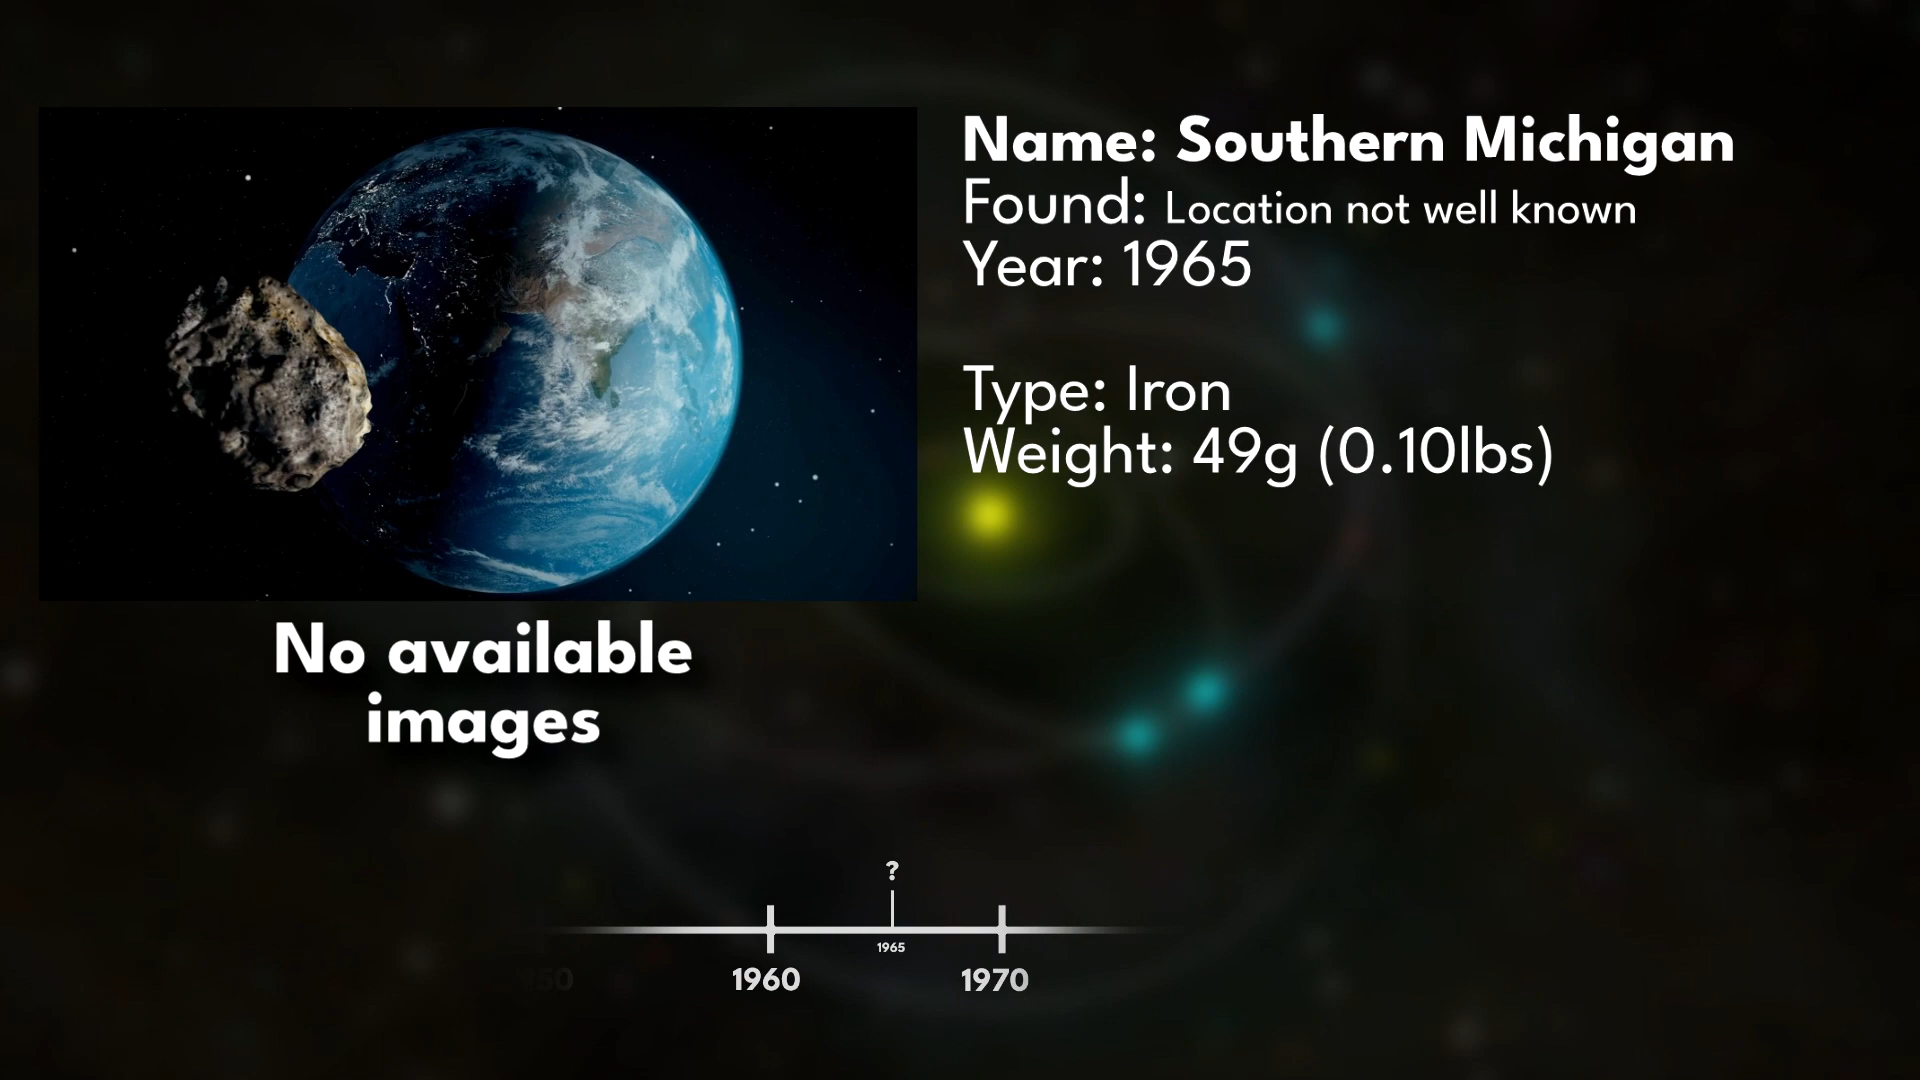 Name: Southern Michigan
Found: Location not well known
Year: 1965
Type: Iron
Weight: 49g (0.10lbs)
No available
images
?
1965
1960
1970